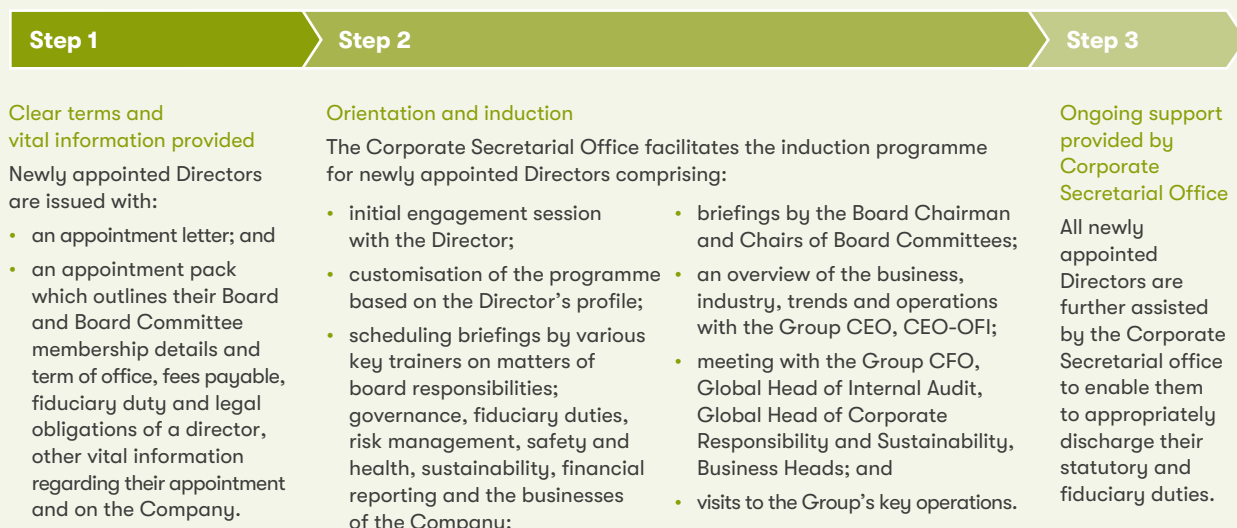 Step 1
Step 2
Step 3
Clear terms and
vital information provided
Newly appointed Directors
are issued with:
• an appointment letter; and
• an appointment pack
which outlines their Board
and Board Committee
membership details and
term of office, fees payable,
fiduciary duty and legal
obligations of a director,
other vital information
regarding their appointment
and on the Company.
Orientation and induction
The Corporate Secretarial Office facilitates the induction programme
for newly appointed Directors comprising:
• initial engagement session
with the Director;
• customisation of the programme
based on the Director's profile;
• scheduling briefings by various
key trainers on matters of
board responsibilities;
governance, fiduciary duties,
risk management, safety and
health, sustainability, financial
reporting and the businesses
of the Company;
• briefings by the Board Chairman
and Chairs of Board Committees;
• an overview of the business,
industry, trends and operations
with the Group CEO, CEO-OFI;
• meeting with the Group CFO,
Global Head of Internal Audit,
Global Head of Corporate
Responsibility and Sustainability,
Business Heads; and
• visits to the Group's key operations.
Ongoing support
provided by
Corporate
Secretarial Office
All newly
appointed
Directors are
further assisted
by the Corporate
Secretarial office
to enable them
to appropriately
discharge their
statutory and
fiduciary duties.